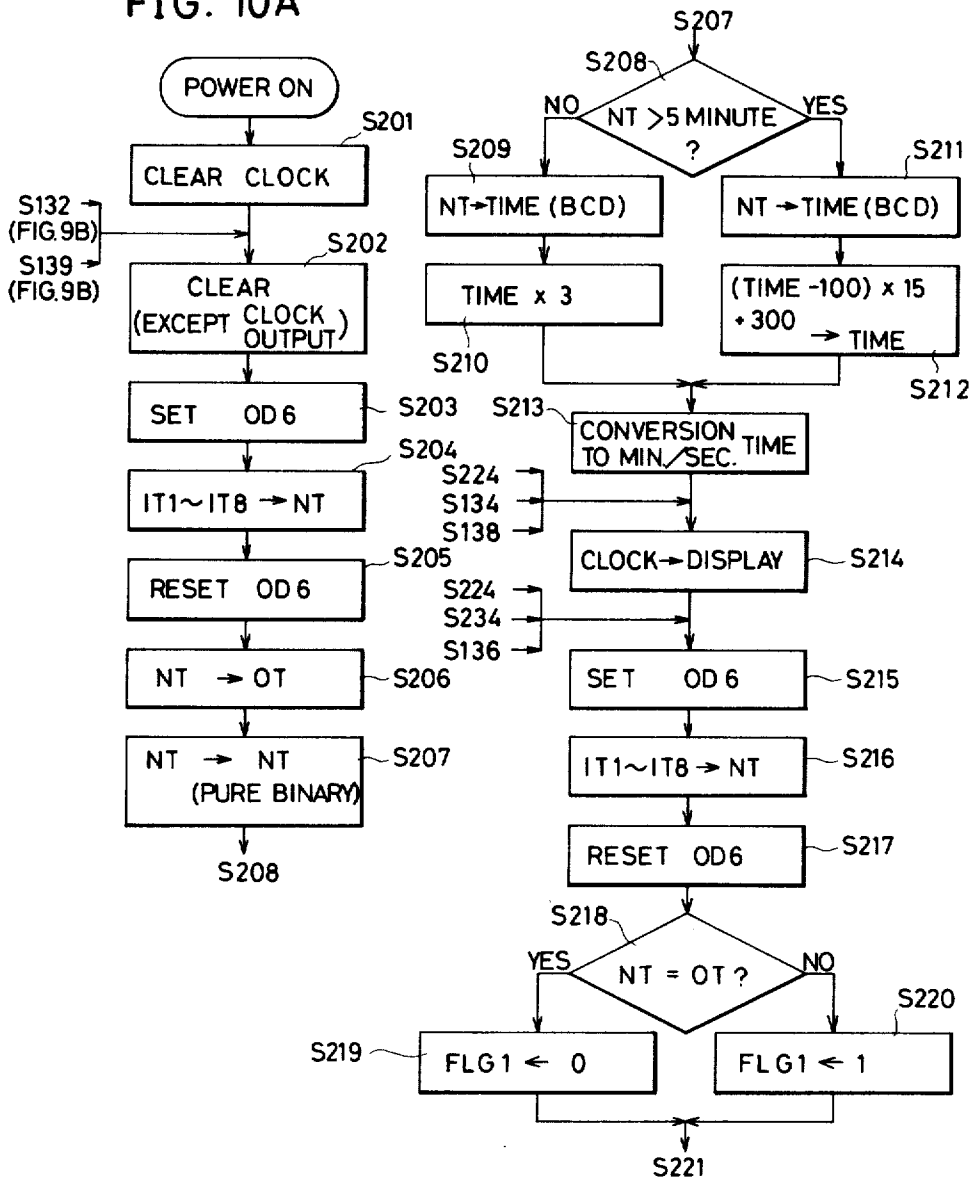 FIG. 10A
POWER ON
S201
CLEAR CLOCK
S132
(FIG.9B)
S139
(FIG.9B)
S202
CLEAR
(EXCEPT CLOCK
OUTPUT)
SET OD6
S203
S204
IT1~IT8 → NT
S205
RESET OD6
NT → OT
S206
NT → NT
(PURE BINARY)
S207
S208
S207
S208
NO
YES
NT > 5 MINUTE
?
S209
NT→TIME (BCD)
TIME x 3
S210
S211
NT → TIME (BCD)
(TIME -100) x 15
+300
→ TIME
S212
S213
CONVERSION
TO MIN./SEC. TIME
S224
S134
S138
CLOCK→DISPLAY
S214
S224
S234
S136
SET OD6
S215
IT1~IT8 → NT
S216
RESET OD6
S217
S218
YES
NO
NT = OT ?
S219
FLG1 ← 0
S220
FLG1 ← 1
S221